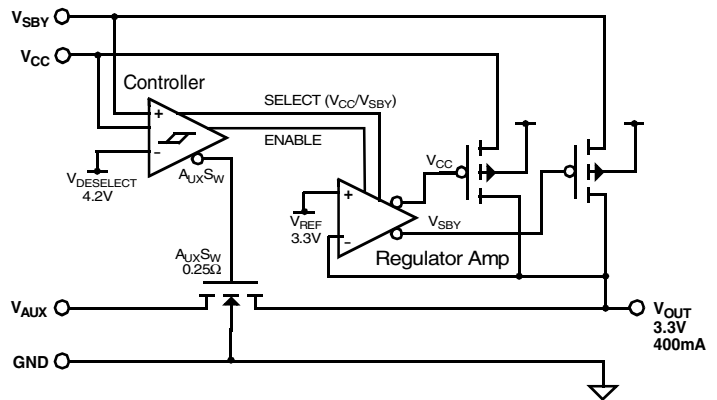 VSBY
VCC
Controller
SELECT (VCC/VSBY)
ENABLE
+
–
VDESELECT
4.2V
AUXSW
VCC
VREF
3.3V
+
–
VSBY
Regulator Amp
AUXSW
0.25Ω
VAUX
VOUT
3.3V
400mA
GND